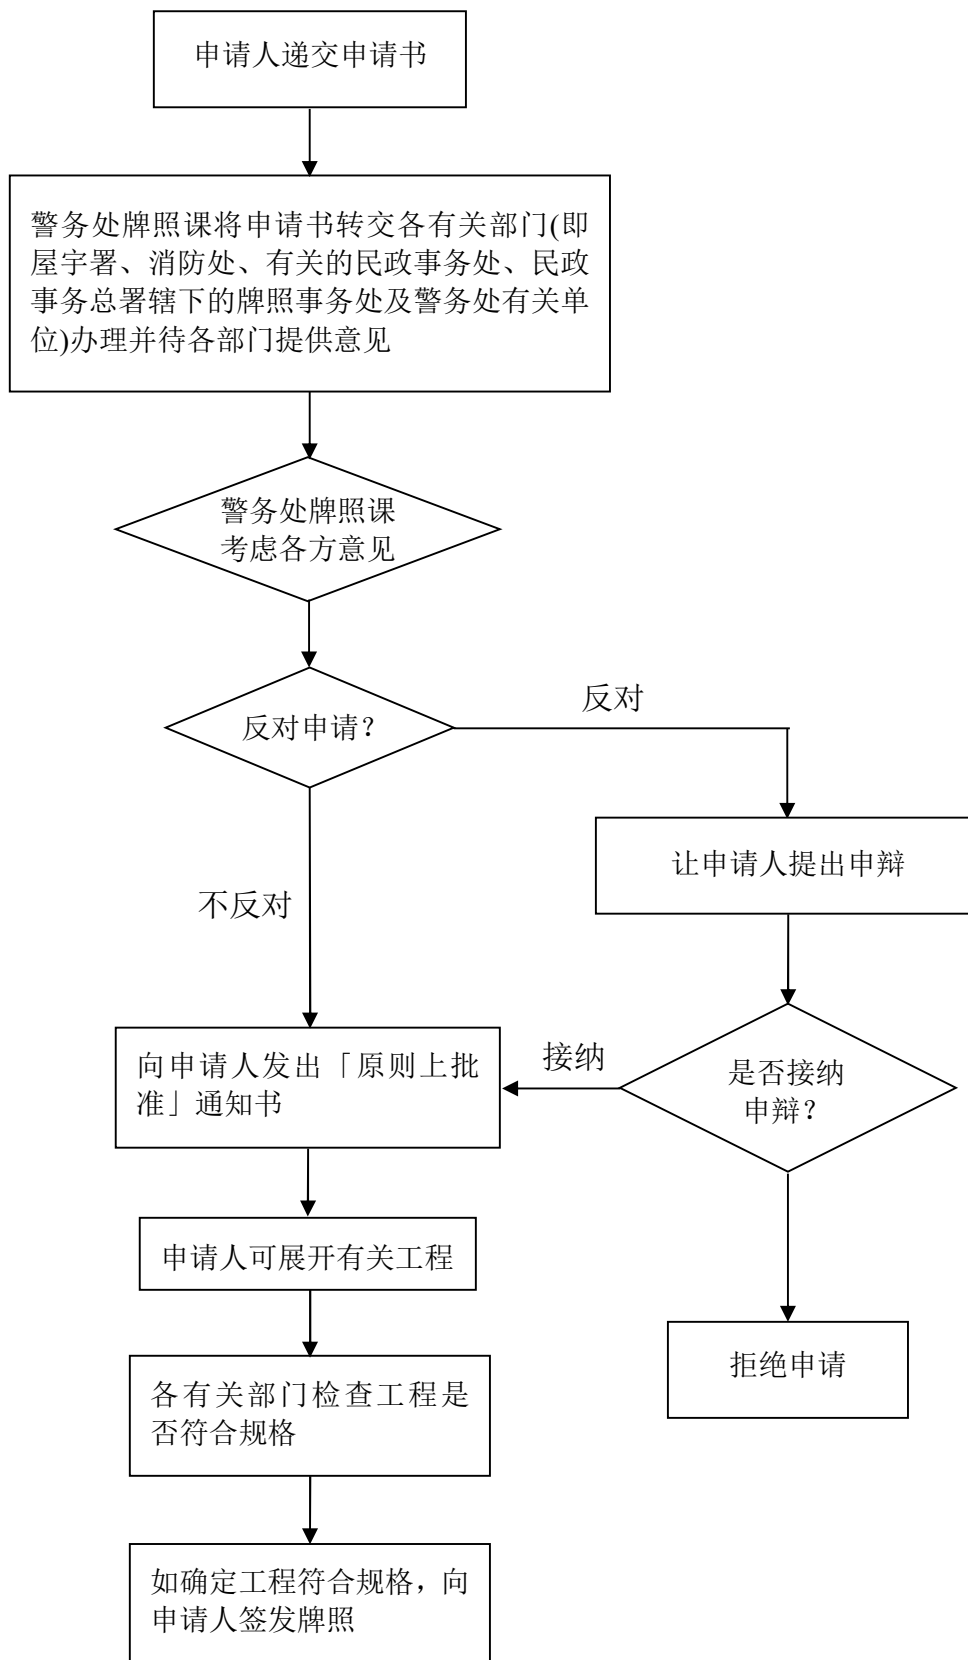 申请人递交申请书
警务处牌照课将申请书转交各有关部门(即
屋宇署、消防处、有关的民政事务处、民政
事务总署辖下的牌照事务处及警务处有关单
位)办理并待各部门提供意见
警务处牌照课
考虑各方意见
反对申请？
反对
让申请人提出申辩
不反对
向申请人发出「原则上批
准」通知书
接纳
是否接纳
申辩？
申请人可展开有关工程
拒绝申请
各有关部门检查工程是
否符合规格
如确定工程符合规格，向
申请人签发牌照